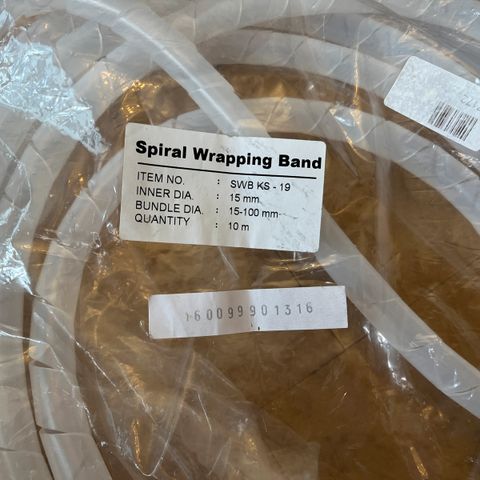 Spiral Wrapping Band
ITEM NO. : SWB KS - 19
INNER DIA. : 15 mm
BUNDLE DIA. : 15-100 mm
QUANTITY : 10 m
160099901316